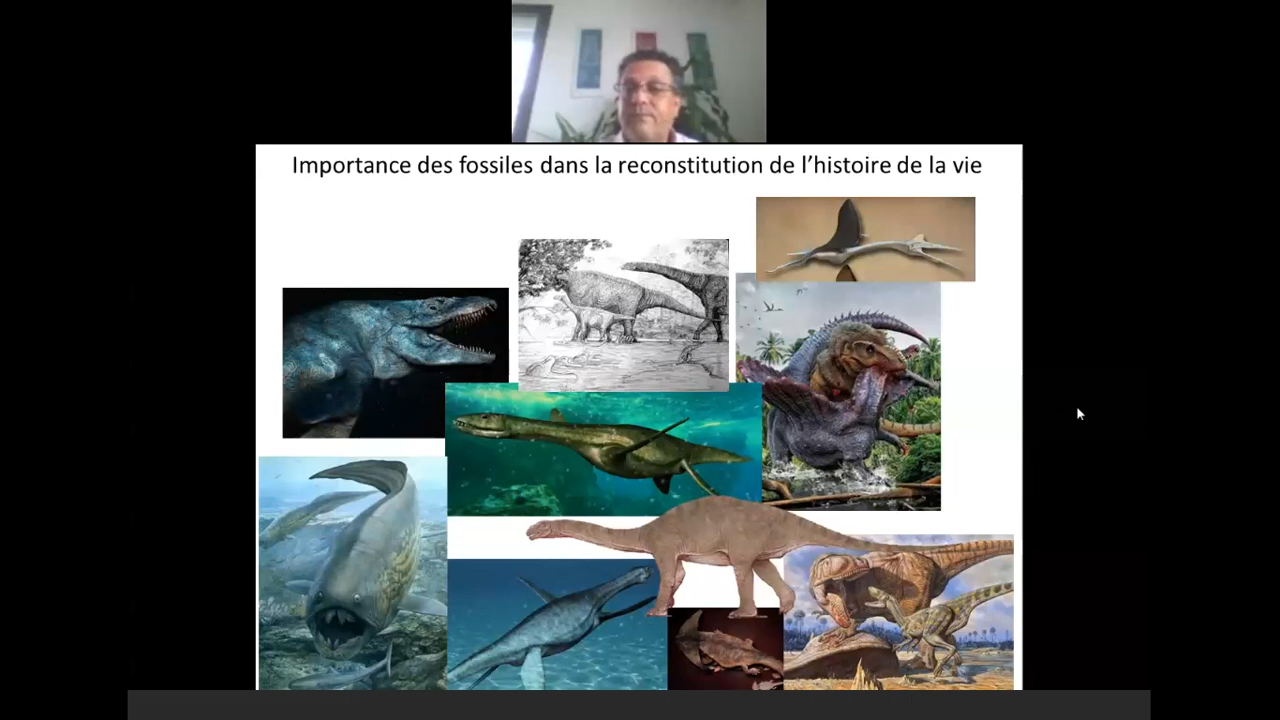 Importance des fossiles dans la reconstitution de l’histoire de la vie